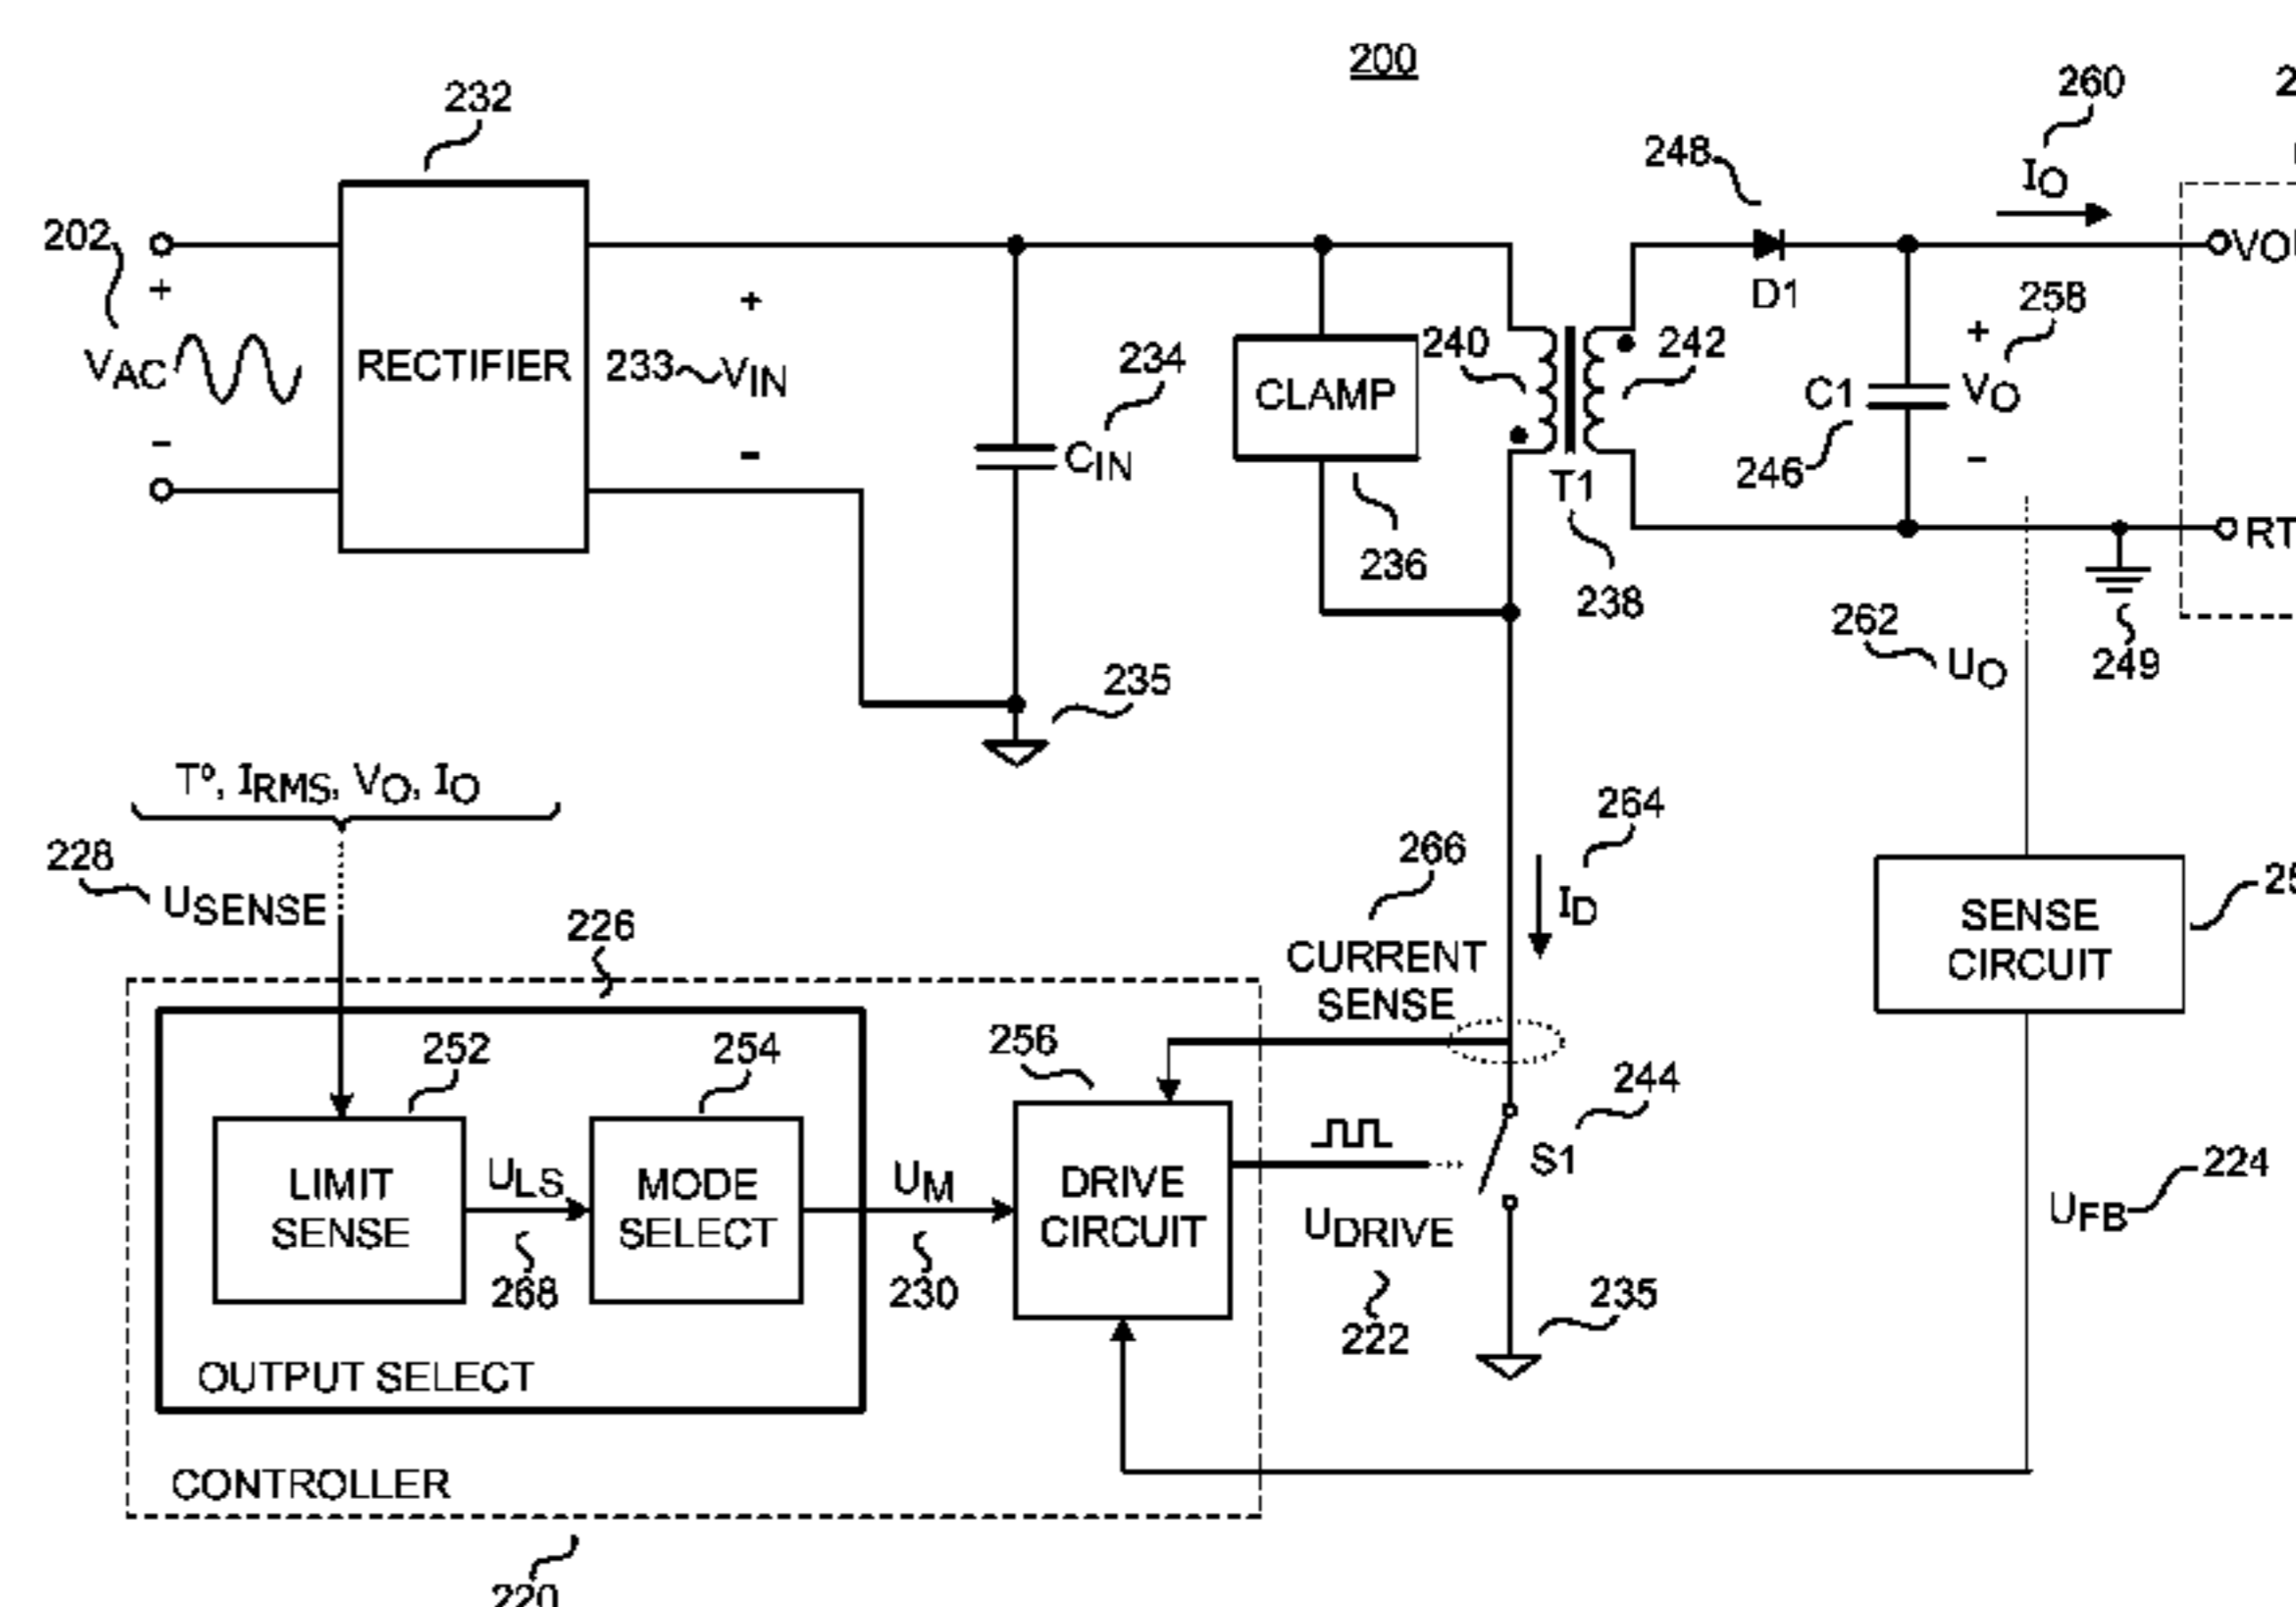 200
260
232
248
IO
202
+
VAC
-
RECTIFIER
+
233 VIN
-
234
CIN
240
CLAMP
236
T1
238
242
D1
C1
246
+
VO
-
258
262
UO
249
235
T°, IRMS, VO, IO
228
USENSE
226
264
266
ID
CURRENT
SENSE
SENSE
CIRCUIT
252
254
256
244
S1
LIMIT
SENSE
ULS
268
MODE
SELECT
UM
230
DRIVE
CIRCUIT
UDRIVE
222
235
UFB
224
OUTPUT SELECT
CONTROLLER
220